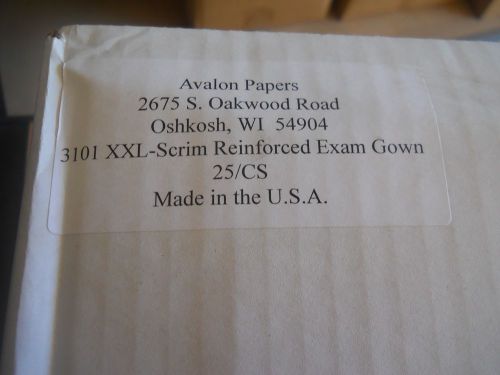 Avalon Papers
2675 S. Oakwood Road
Oshkosh, WI 54904
3101 XXL-Scrim Reinforced Exam Gown
25/CS
Made in the U.S.A.